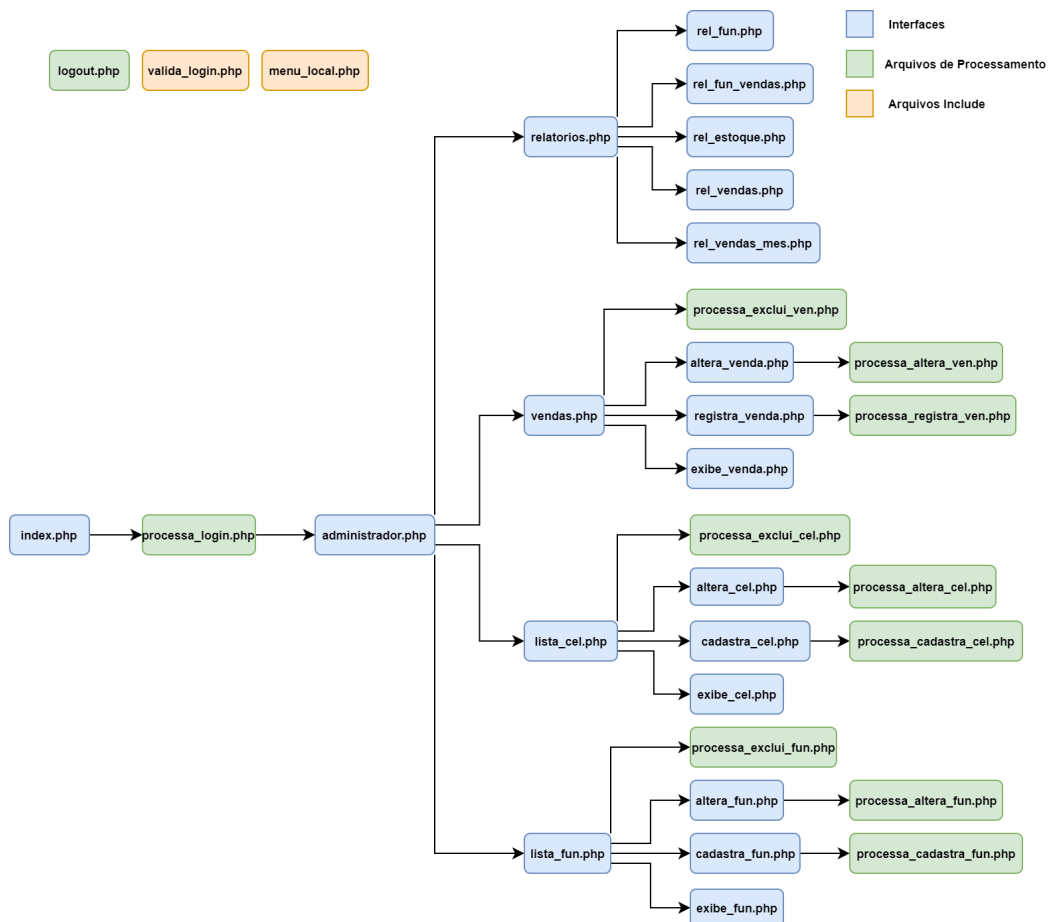 logout.php
valida_login.php
menu_local.php
Interfaces
Arquivos de Processamento
Arquivos Include
rel_fun.php
rel_fun_vendas.php
relatorios.php
rel_estoque.php
rel_vendas.php
rel_vendas_mes.php
processa_exclui_ven.php
altera_venda.php
processa_altera_ven.php
vendas.php
registra_venda.php
processa_registra_ven.php
exibe_venda.php
index.php
processa_login.php
administrador.php
processa_exclui_cel.php
altera_cel.php
processa_altera_cel.php
lista_cel.php
cadastra_cel.php
processa_cadastra_cel.php
exibe_cel.php
processa_exclui_fun.php
altera_fun.php
processa_altera_fun.php
lista_fun.php
cadastra_fun.php
processa_cadastra_fun.php
exibe_fun.php